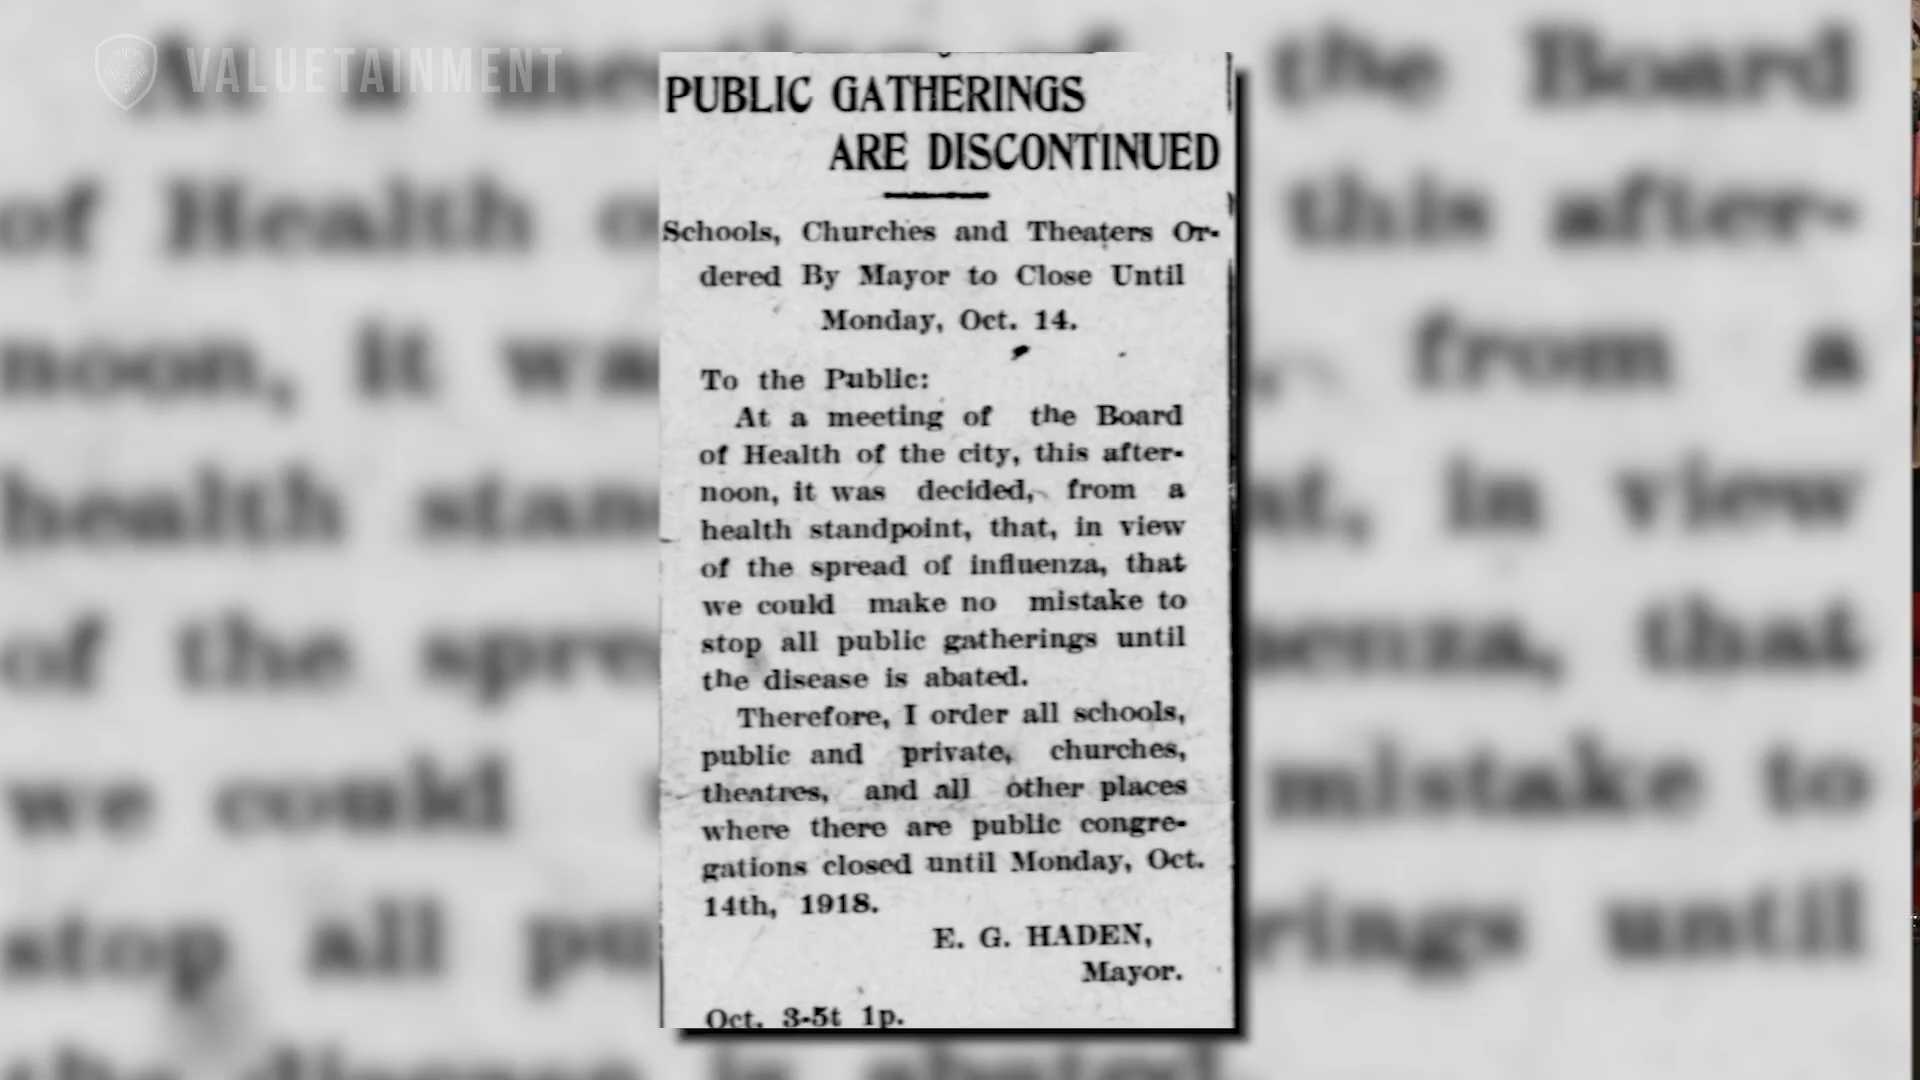 VALUETAINMENT
PUBLIC GATHERINGS
ARE DISCONTINUED
Schools, Churches and Theaters Or-
dered By Mayor to Close Until
Monday, Oct. 14.
To the Public:
At a meeting of the Board
of Health of the city, this after-
noon, it was decided, from a
health standpoint, that, in view
of the spread of influenza, that
we could make no mistake to
stop all public gatherings until
the disease is abated.
Therefore, I order all schools,
public and private, churches,
theatres, and all other places
where there are public congre-
gations closed until Monday, Oct.
14th, 1918.
E. G. HADEN,
Mayor.
Oct. 3-5t 1p.